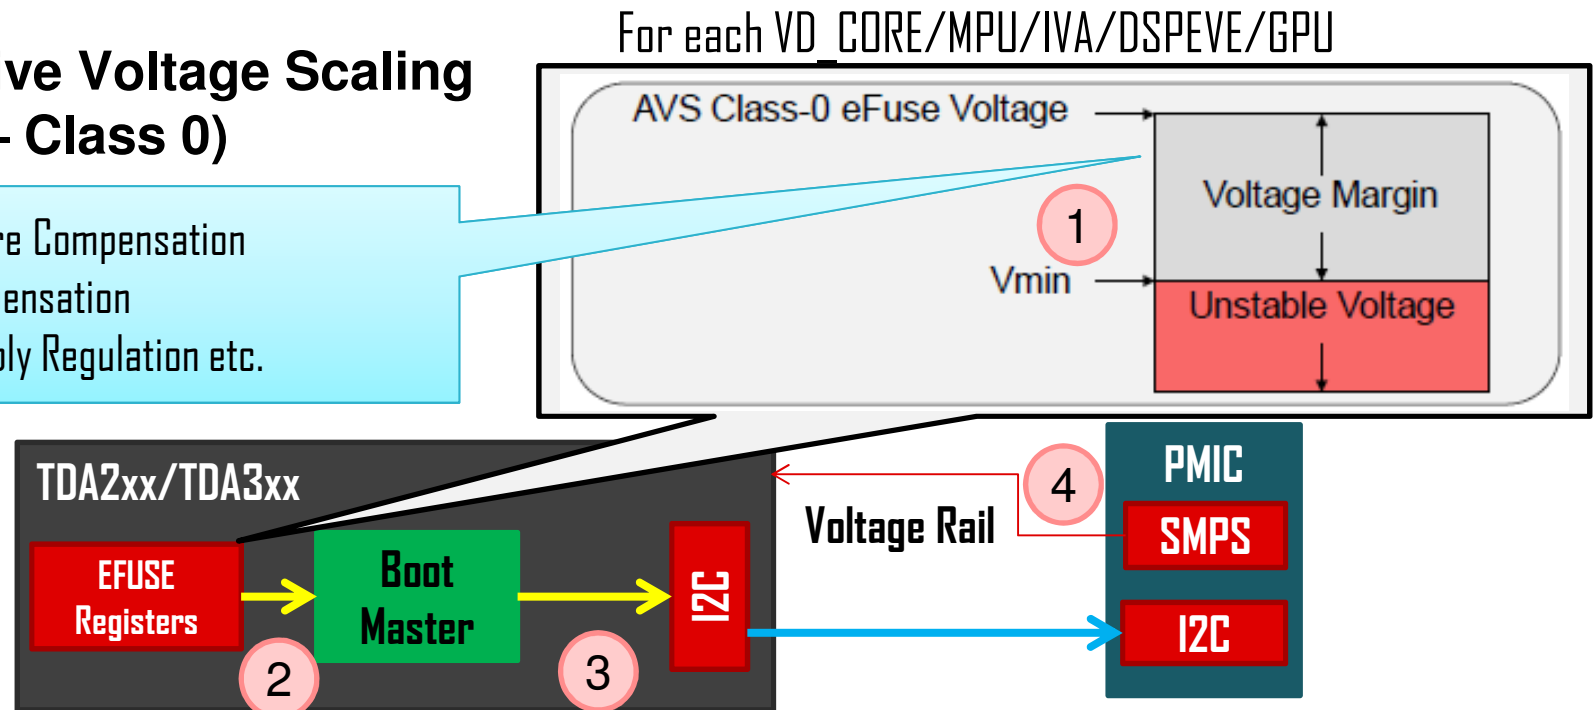 For each VD_CORE/MPU/IVA/DSPEVE/GPU
ive Voltage Scaling
– Class 0)
re Compensation
ensation
ly Regulation etc.
AVS Class-0 eFuse Voltage
Voltage Margin
1
Vmin
Unstable Voltage
TDA2xx/TDA3xx
EFUSE
Registers
Boot
Master
I2C
2
3
Voltage Rail
4
PMIC
SMPS
I2C